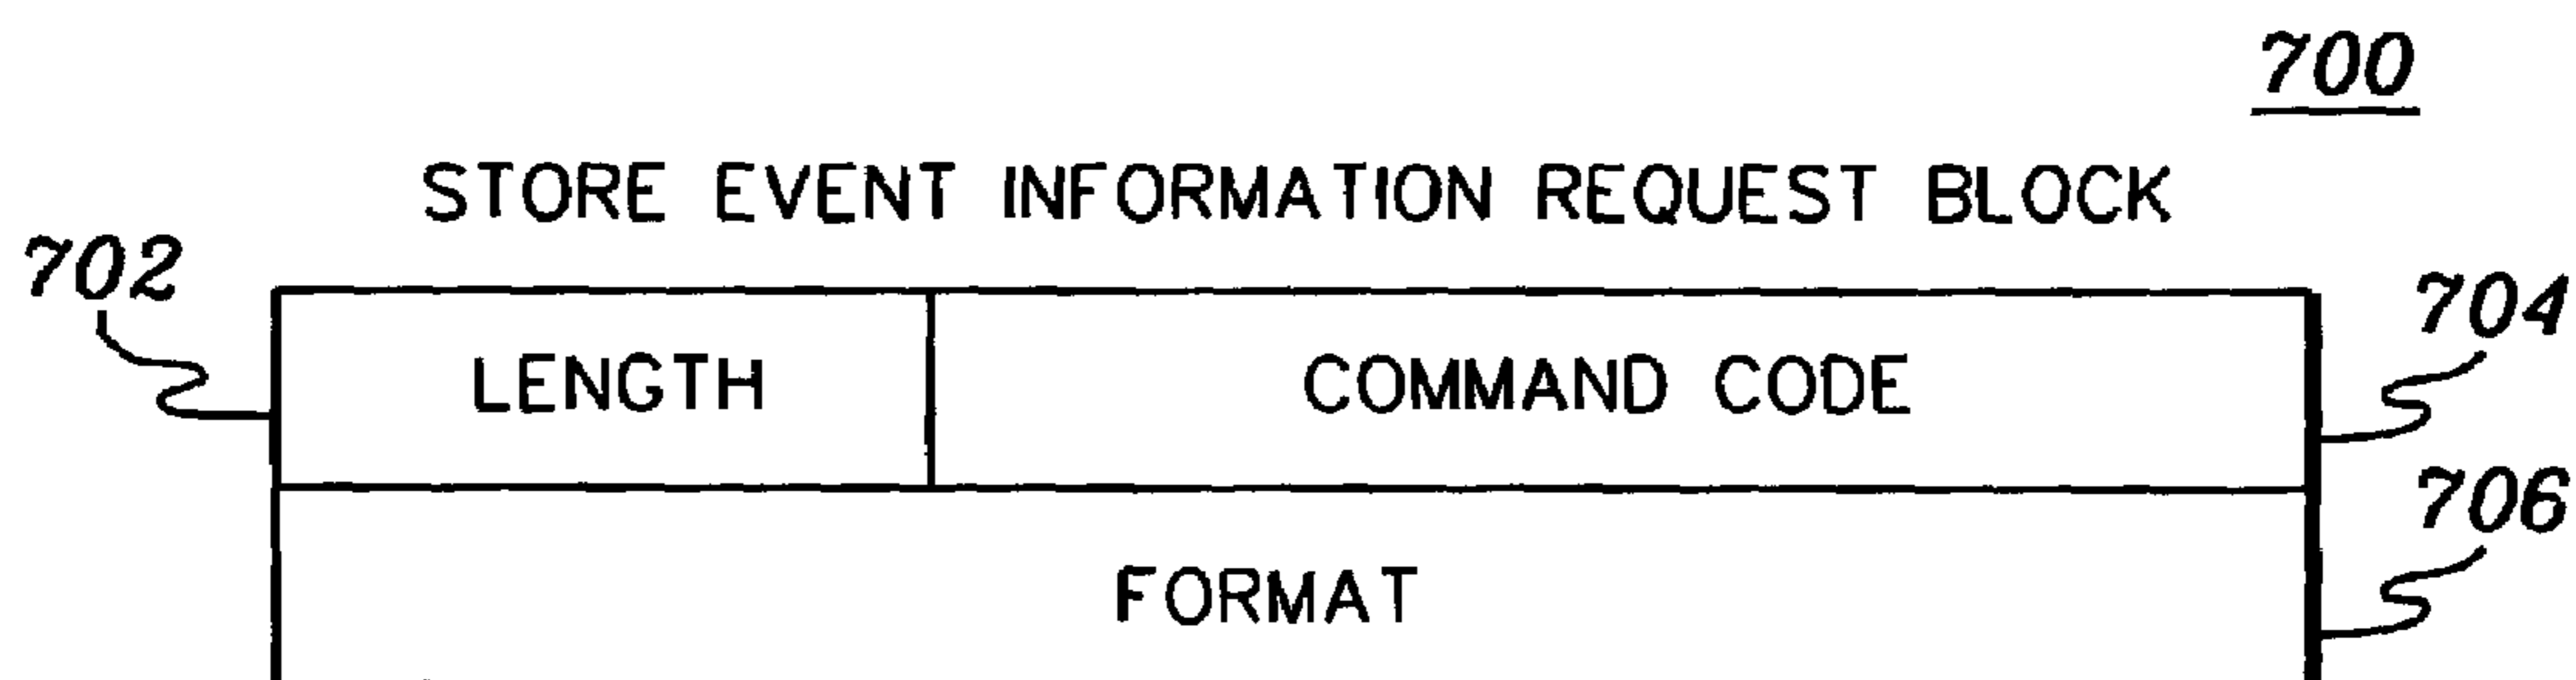 700
STORE EVENT INFORMATION REQUEST BLOCK
702
704
LENGTH COMMAND CODE
706
FORMAT